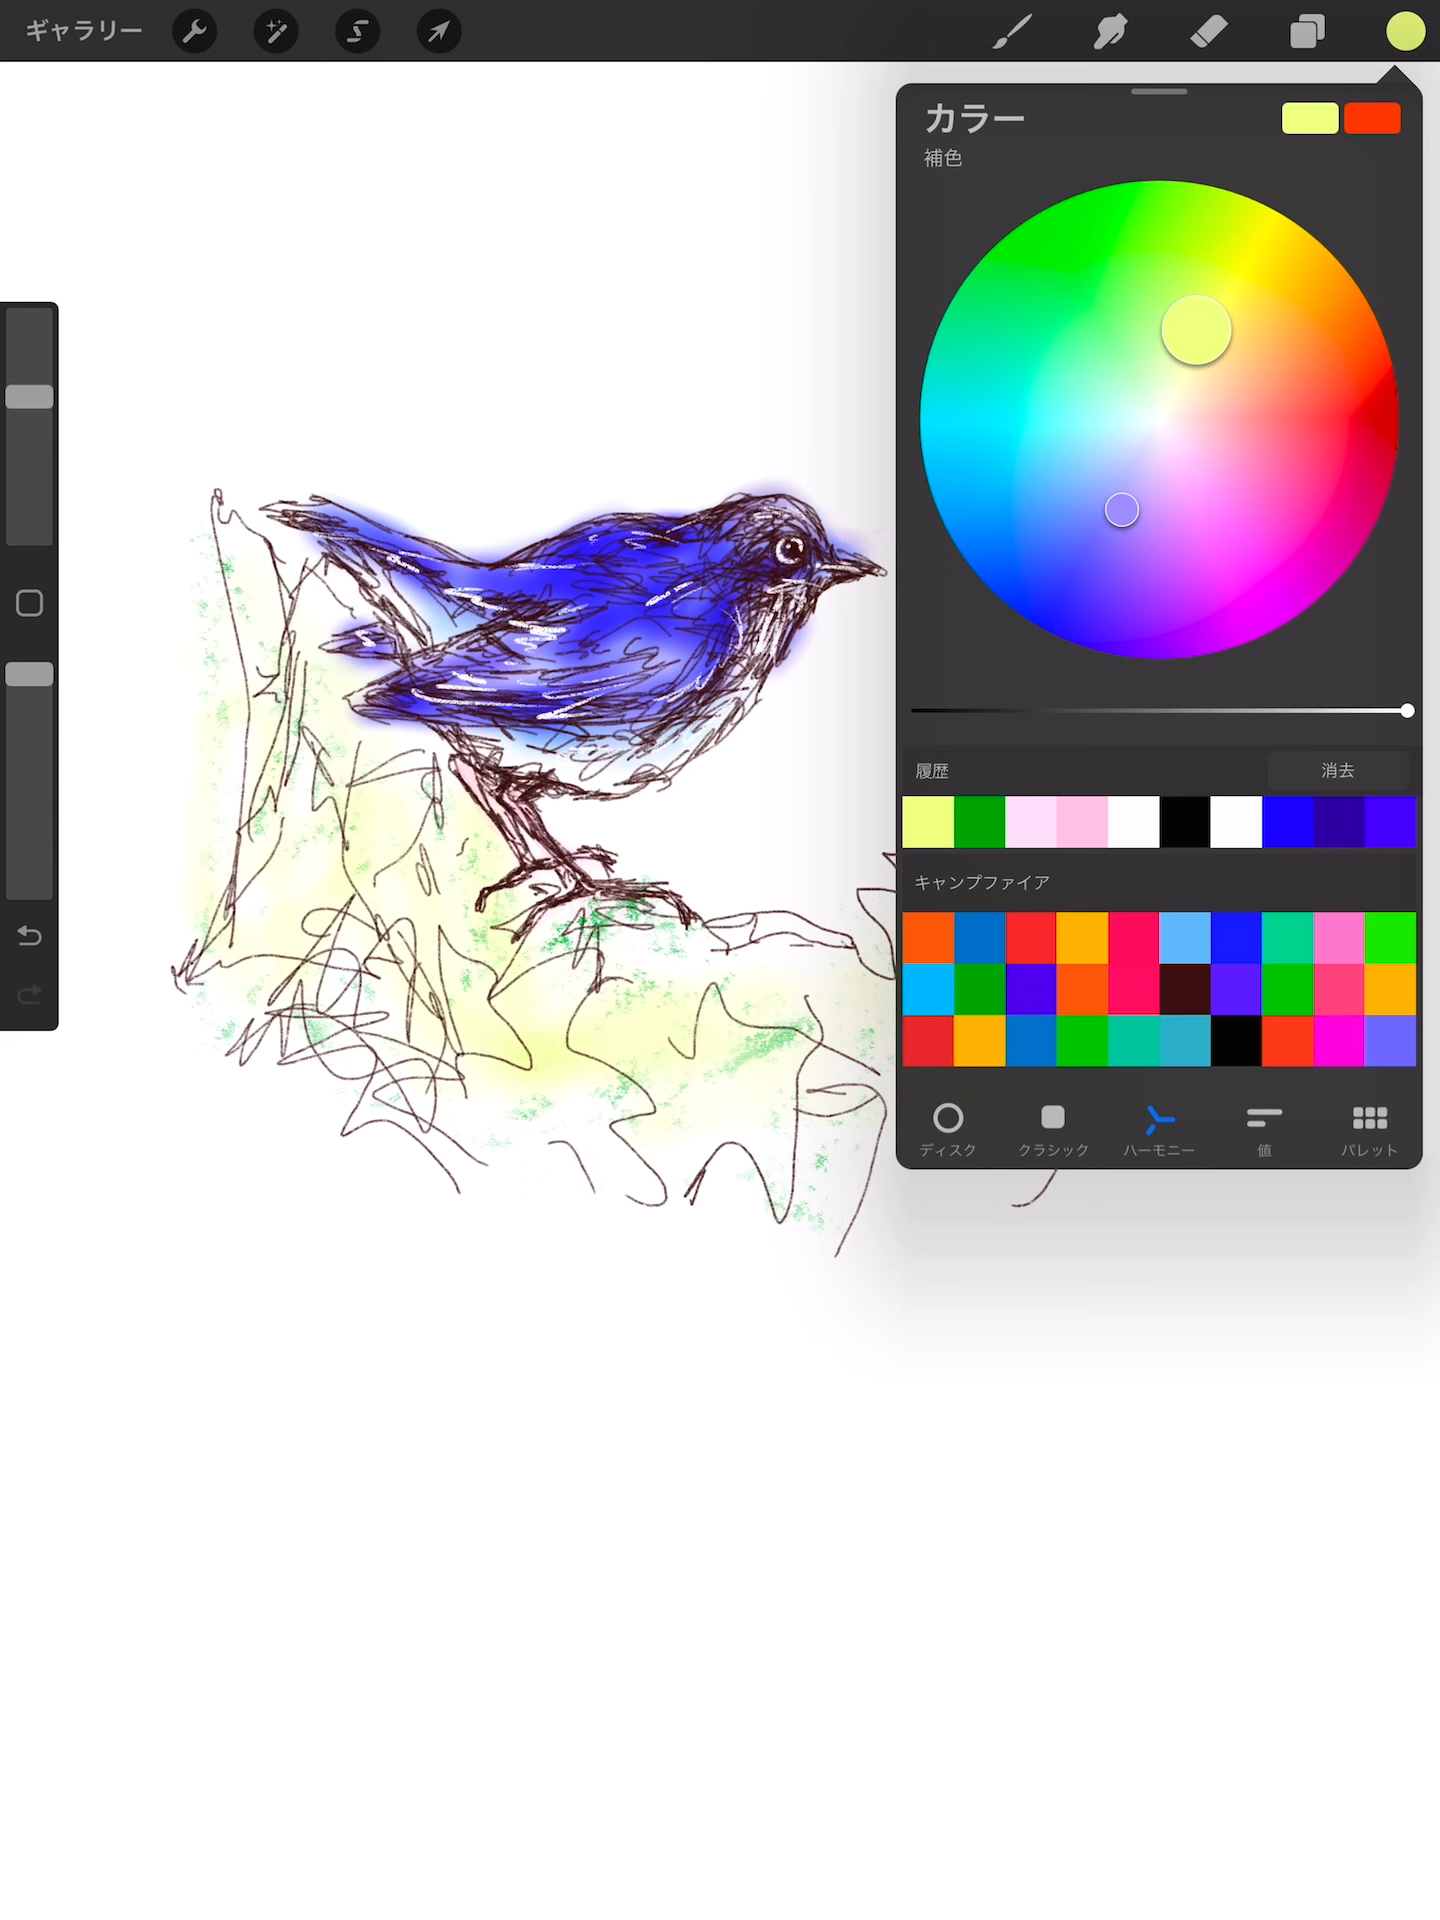 ギャラリー
カラー
補色
履歴
消去
キャンプファイア
ディスク
クラシック
ハーモニー
値
パレット